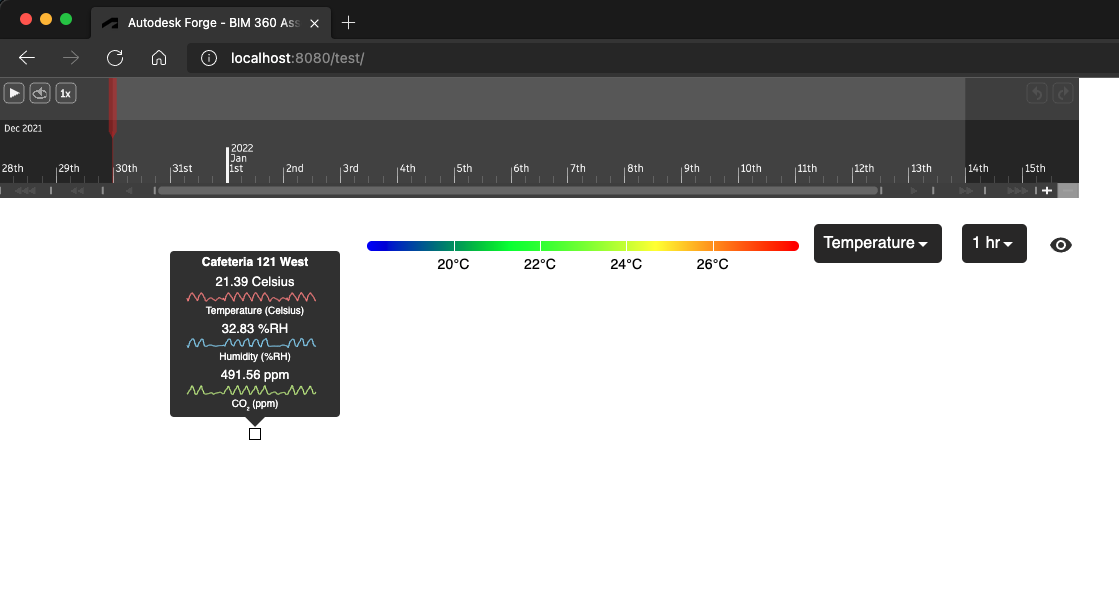 Autodesk Forge - BIM 360 Ass
localhost:8080/test/
1x
Dec 2021
2022
Jan
28th 29th 30th 31st 1st 2nd 3rd 4th 5th 6th 7th 8th 9th 10th 11th 12th 13th 14th 15th
Temperature
1 hr
20°C 22°C 24°C 26°C
Cafeteria 121 West
21.39 Celsius
Temperature (Celsius)
32.83 %RH
Humidity (%RH)
491.56 ppm
CO₂ (ppm)